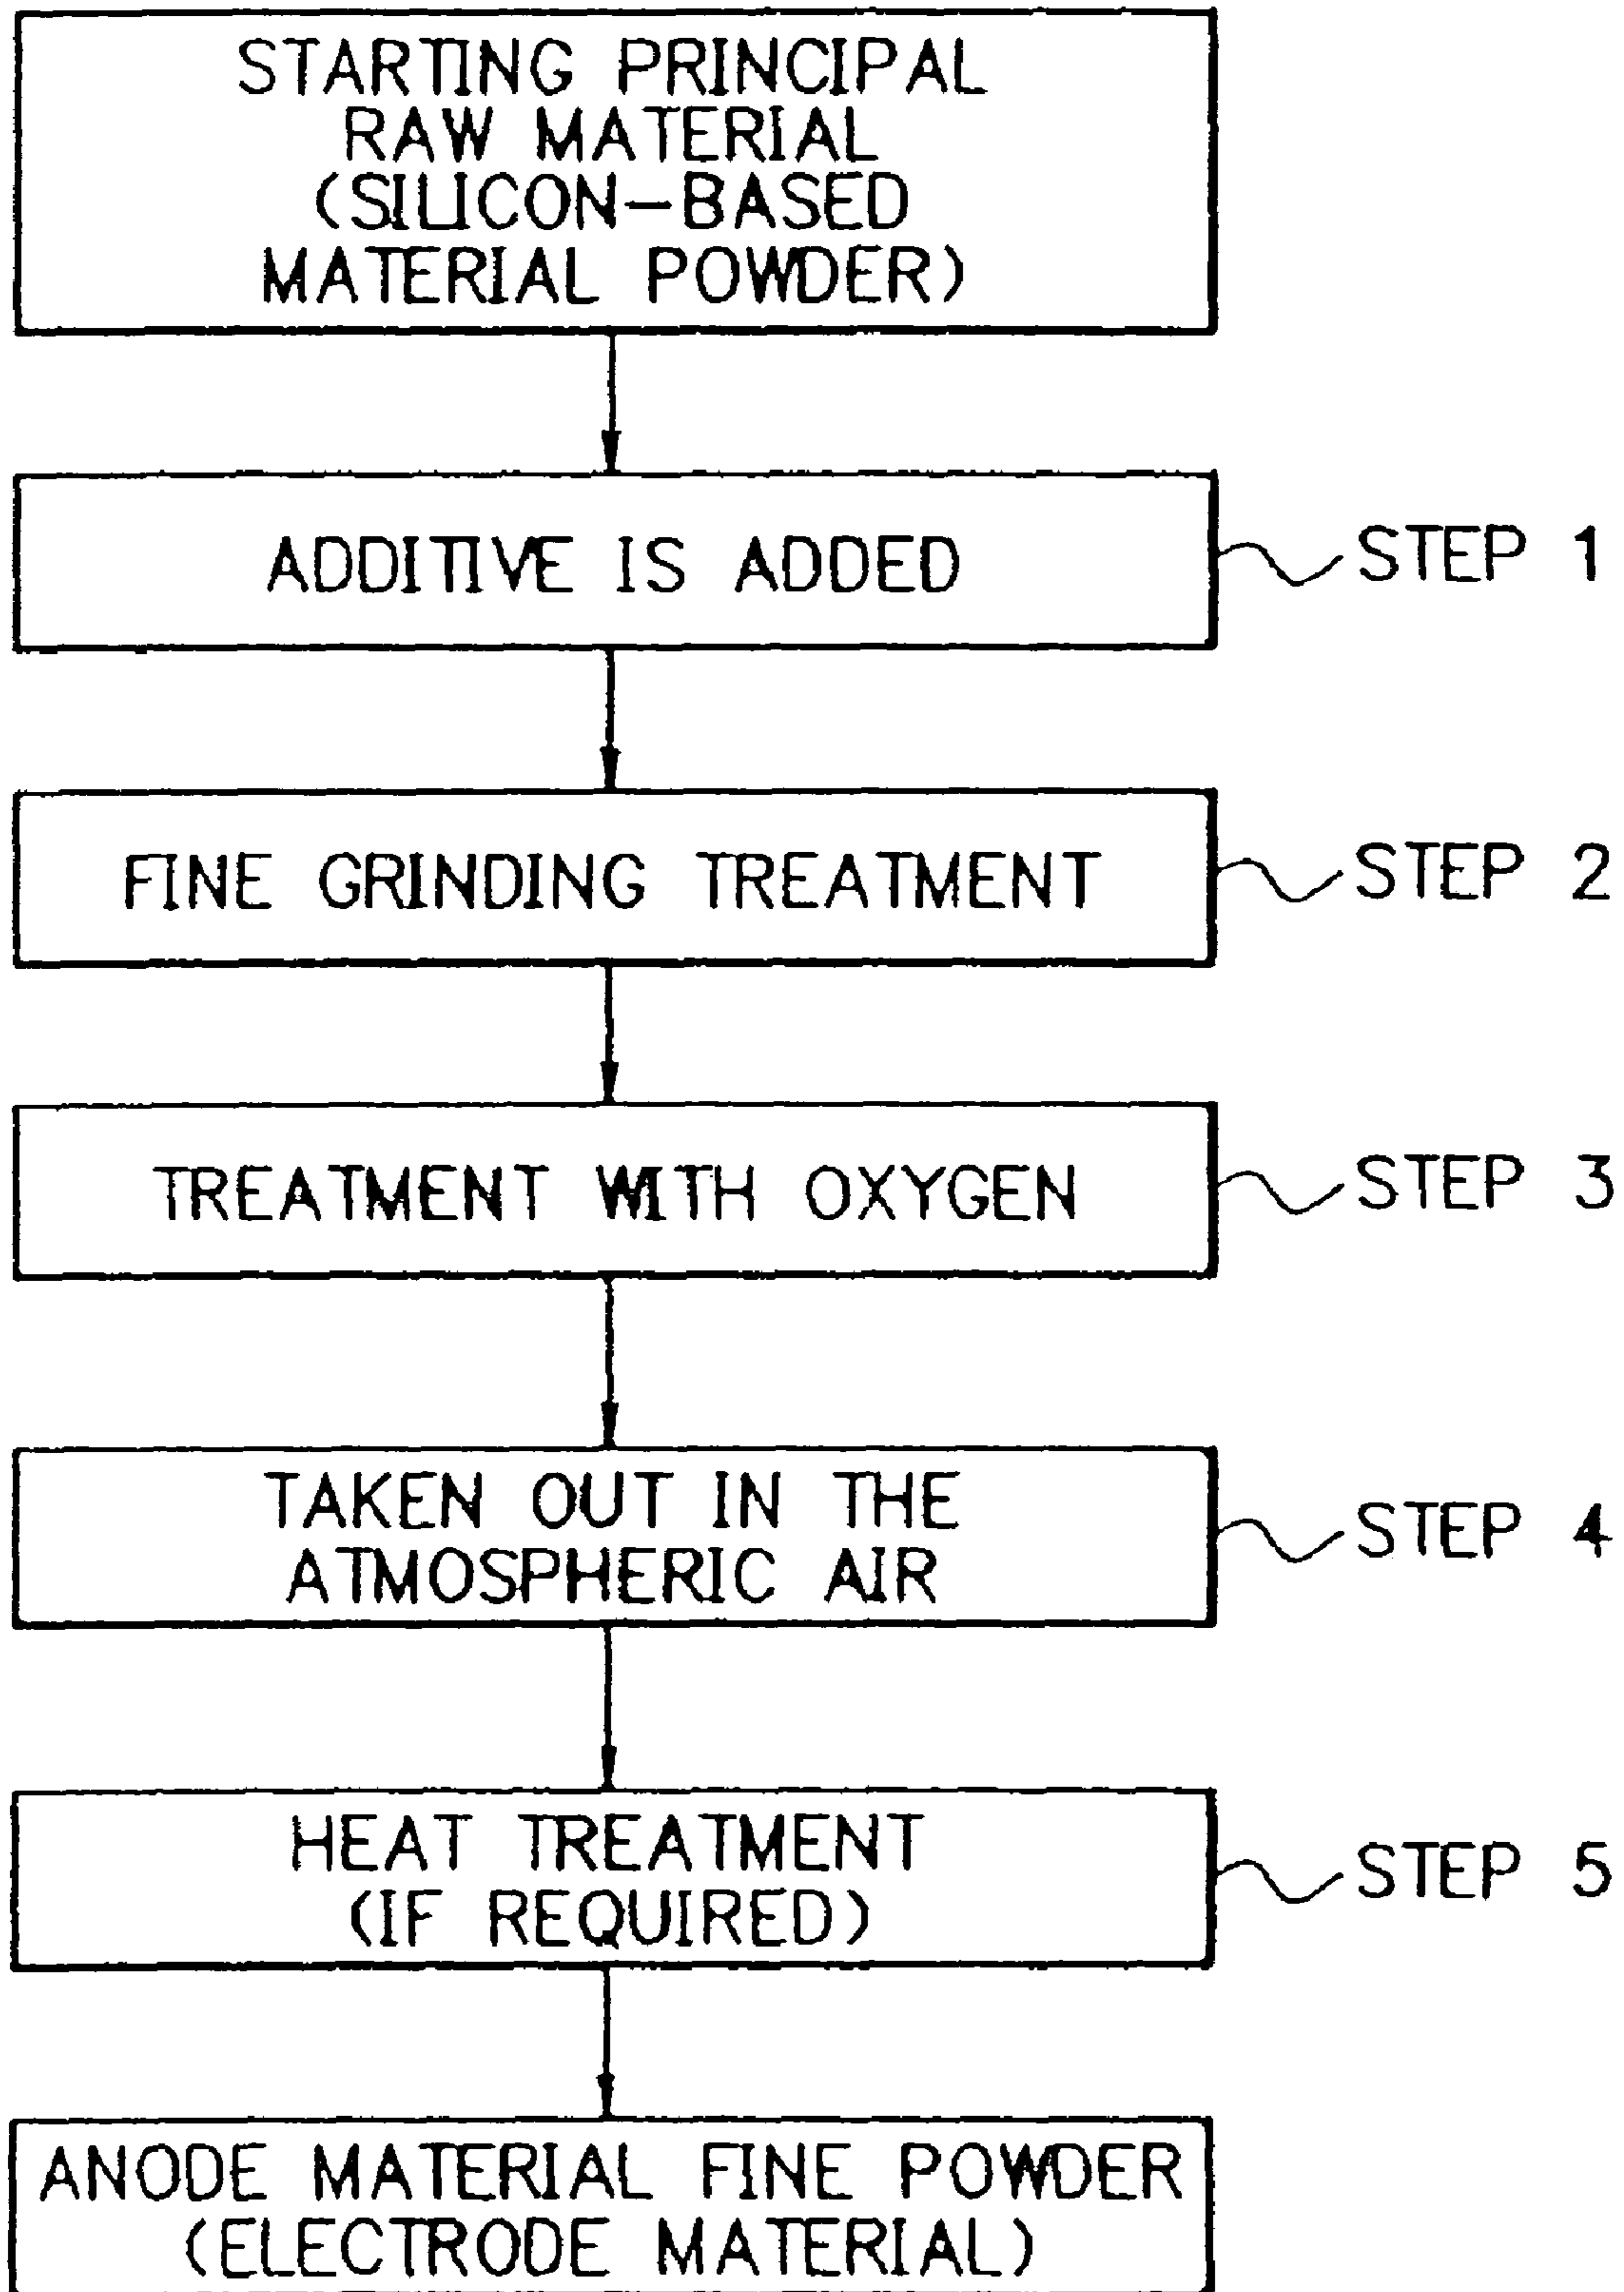 STARTING PRINCIPAL
RAW MATERIAL
(SILICON-BASED
MATERIAL POWDER)
ADDITIVE IS ADDED
STEP 1
FINE GRINDING TREATMENT
STEP 2
TREATMENT WITH OXYGEN
STEP 3
TAKEN OUT IN THE
ATMOSPHERIC AIR
STEP 4
HEAT TREATMENT
(IF REQUIRED)
STEP 5
ANODE MATERIAL FINE POWDER
(ELECTRODE MATERIAL)